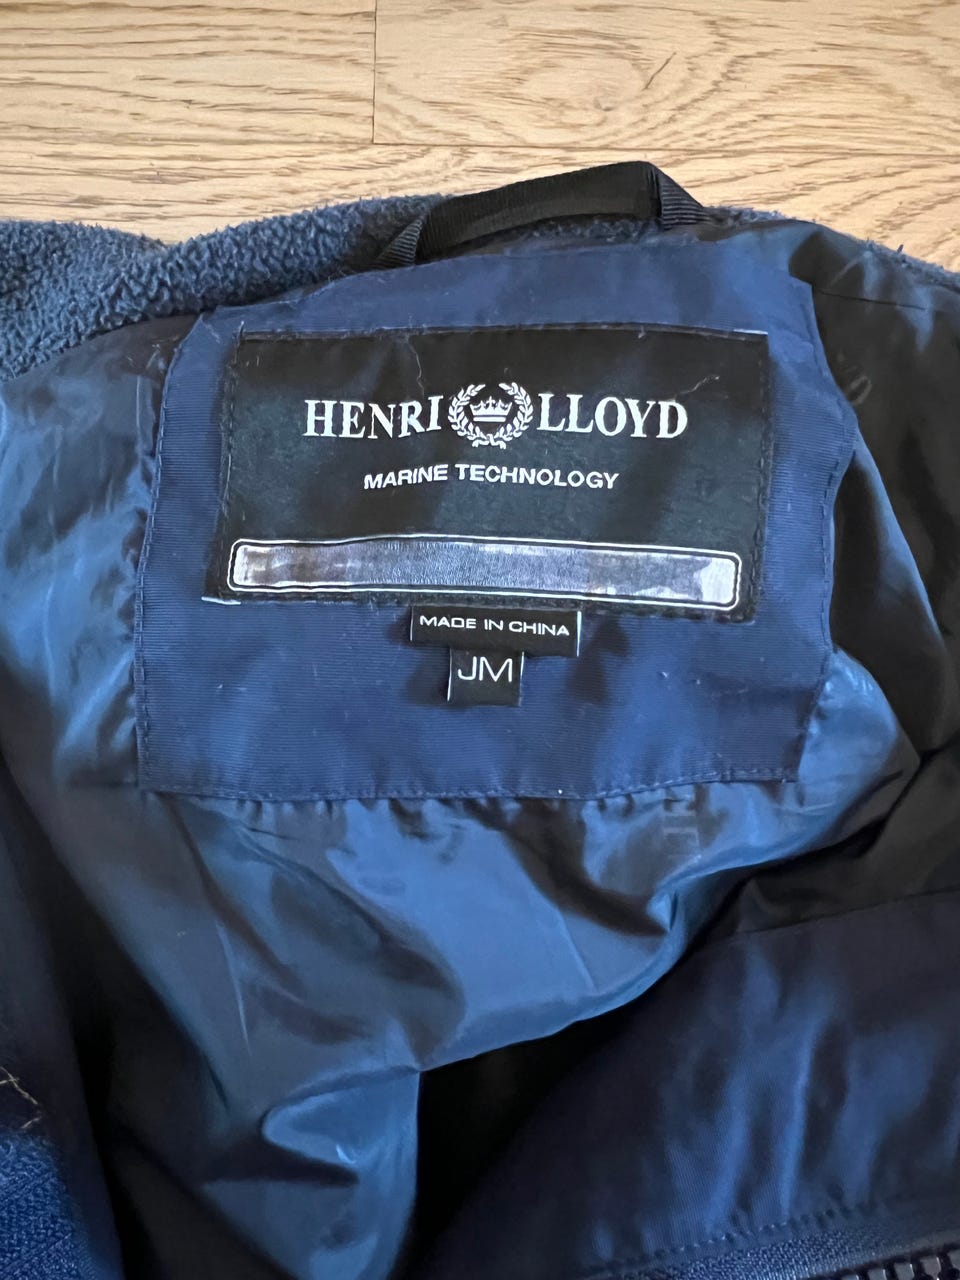 HENRI LLOYD
MARINE TECHNOLOGY
MADE IN CHINA
JM